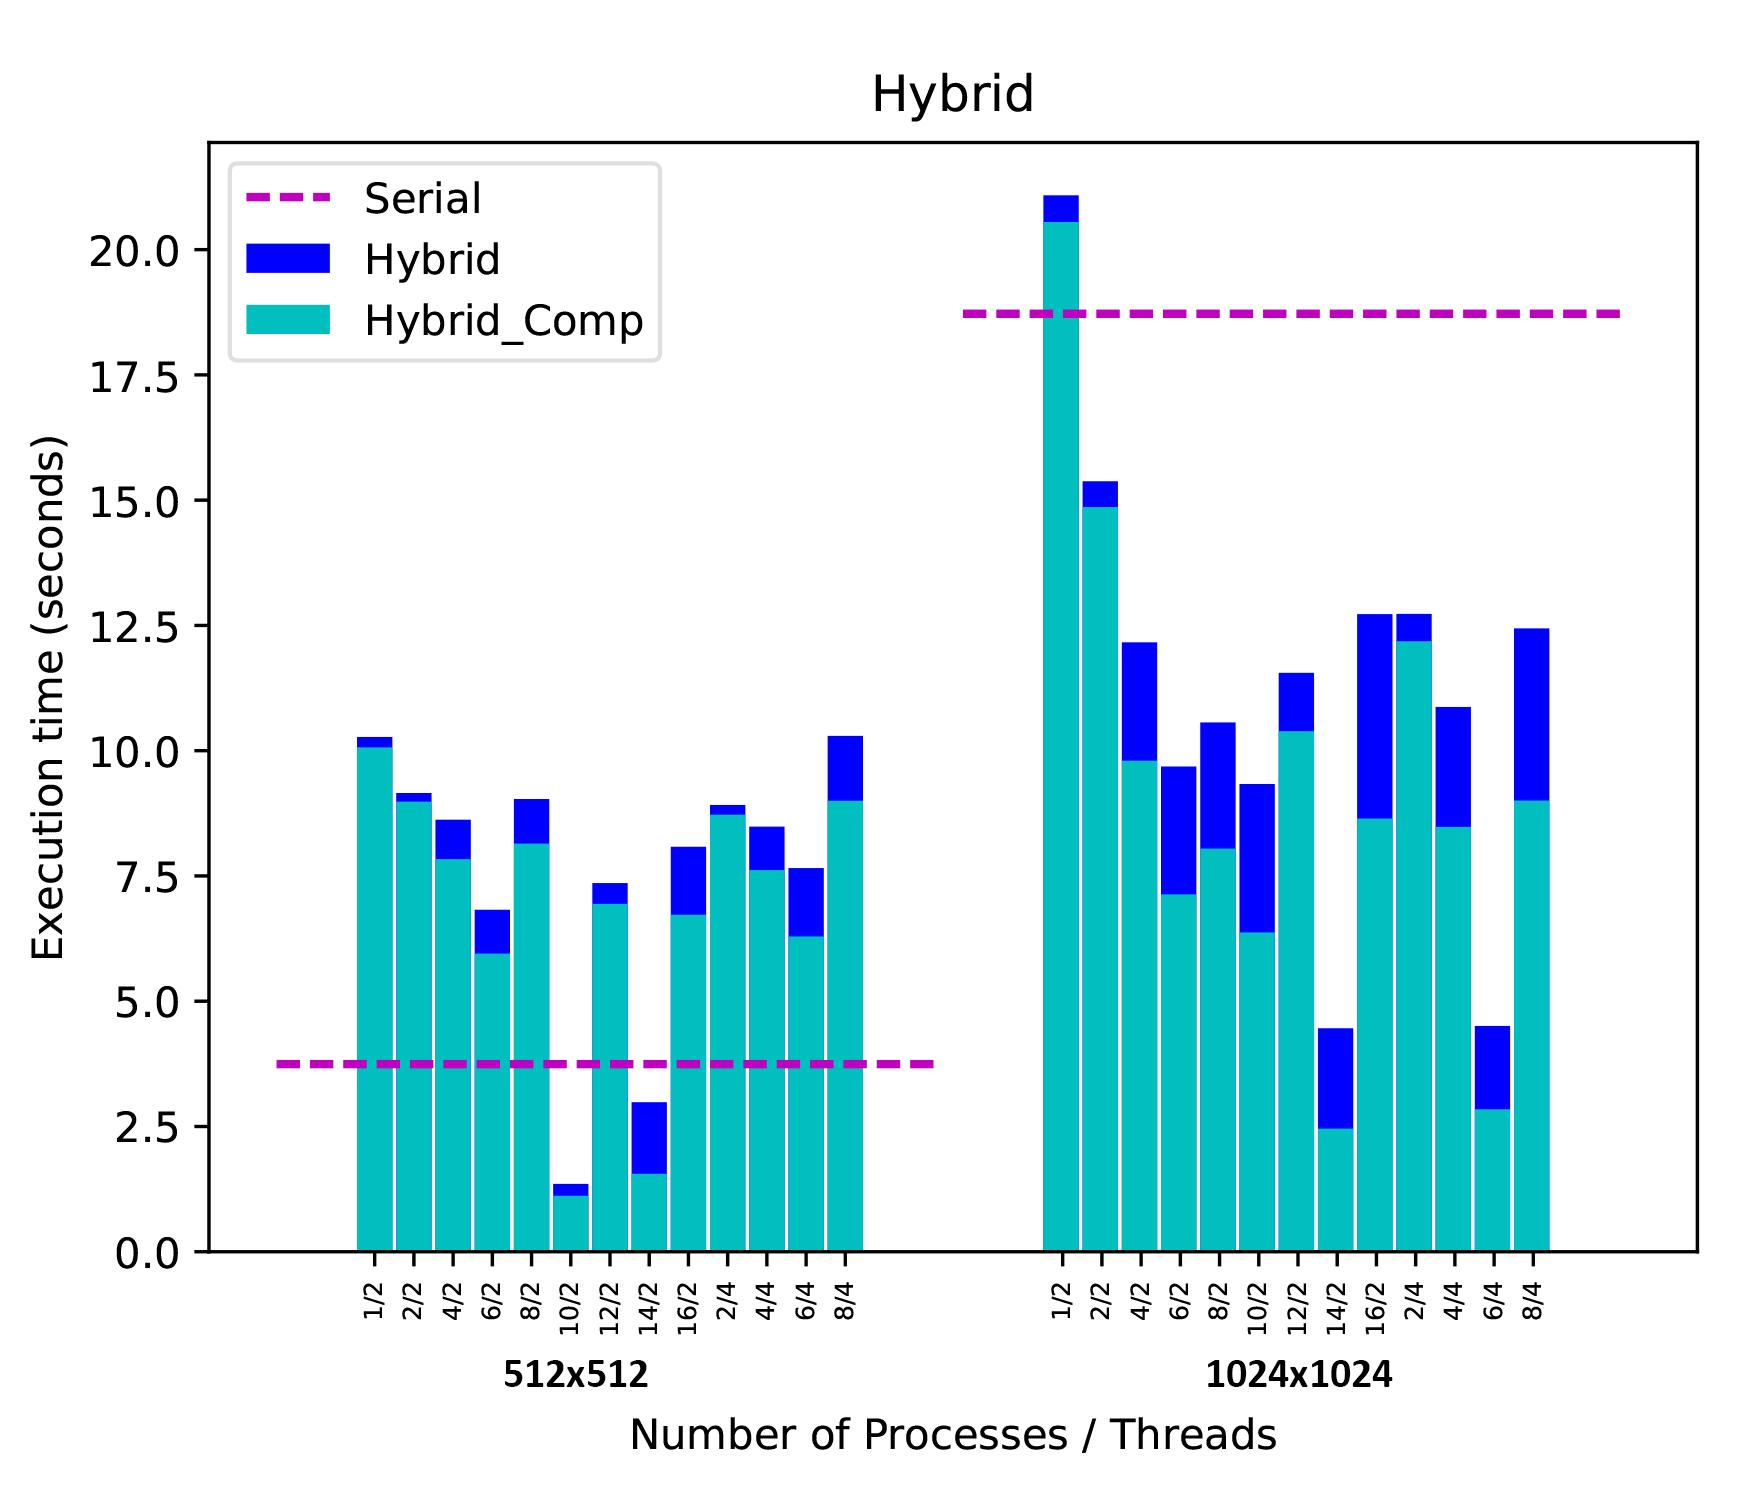 Hybrid
Serial
Hybrid
Hybrid_Comp
20.0
17.5
15.0
12.5
10.0
7.5
5.0
2.5
0.0
Execution time (seconds)
1/2 2/2 4/2 6/2 8/2 10/2 12/2 14/2 16/2 2/4 4/4 6/4 8/4 1/2 2/2 4/2 6/2 8/2 10/2 12/2 14/2 16/2 2/4 4/4 6/4 8/4
512x512 1024x1024
Number of Processes / Threads